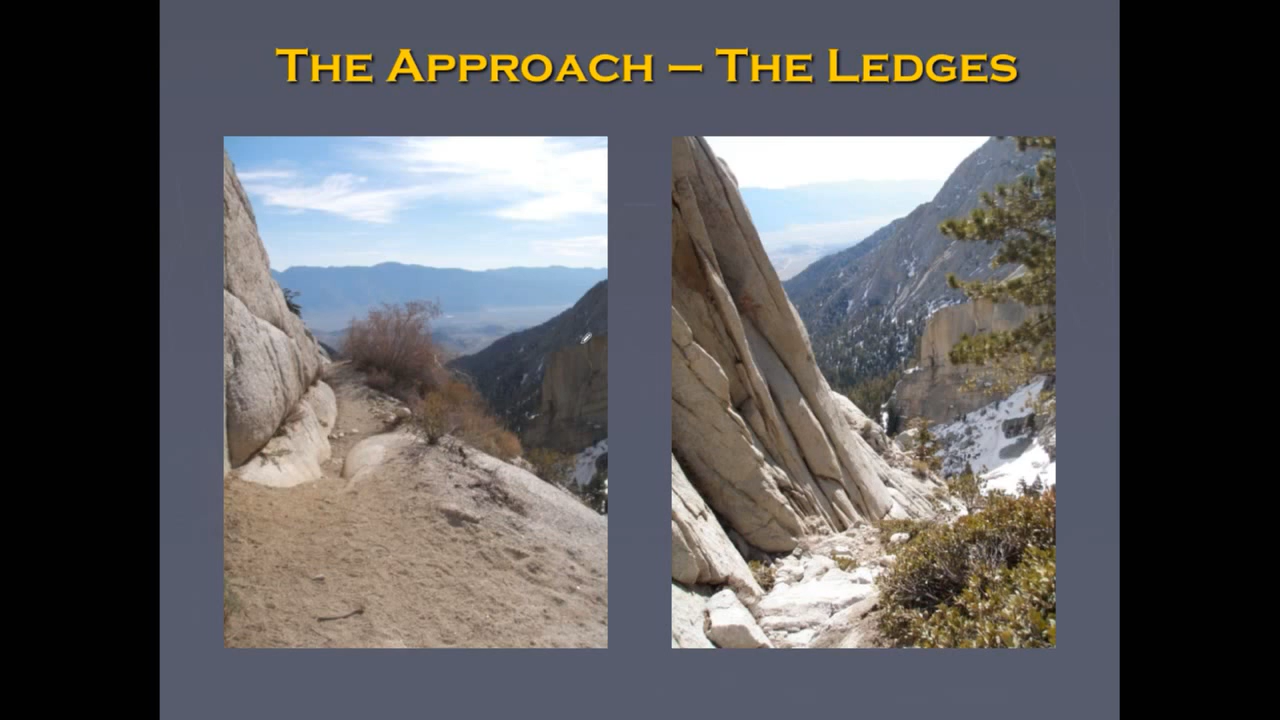 The Approach – The Ledges